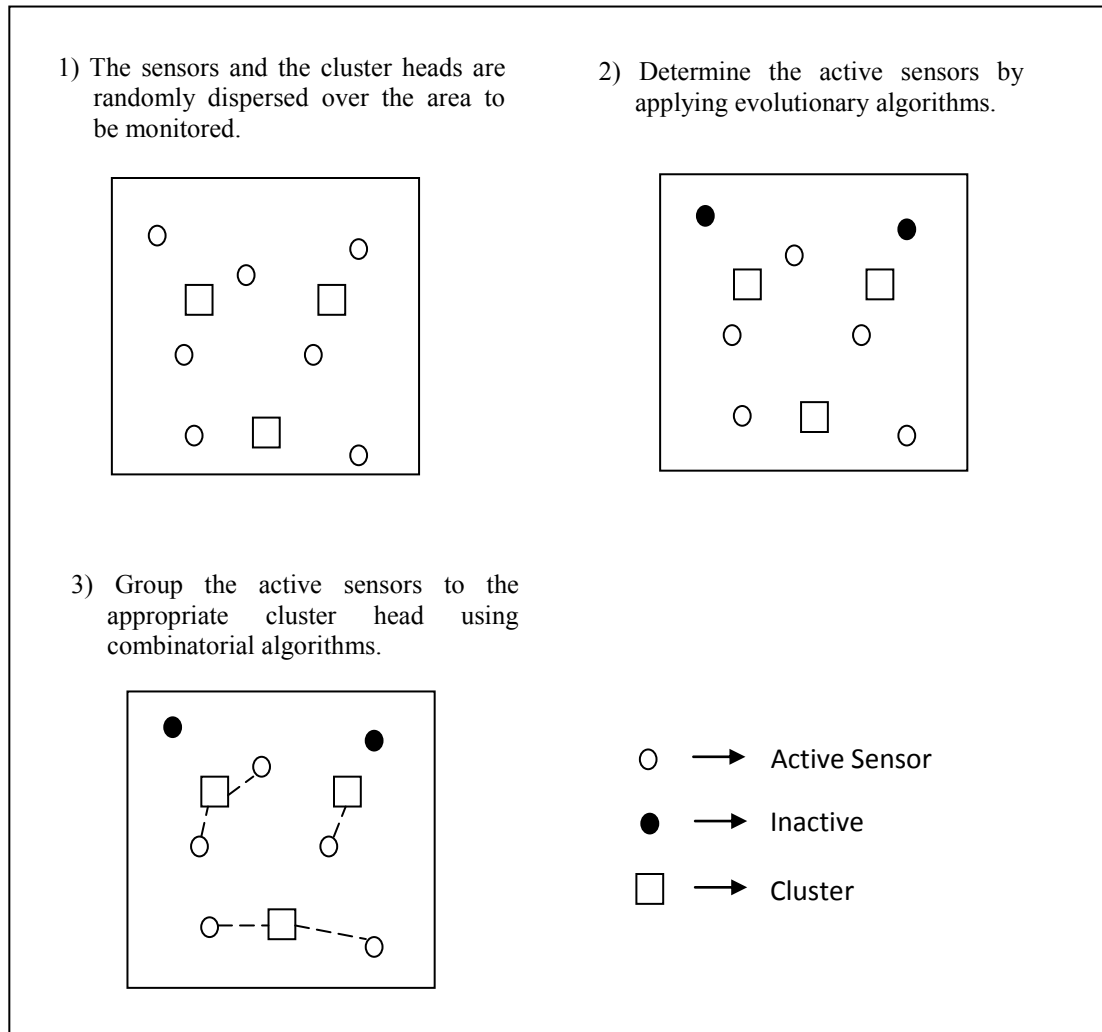 1) The sensors and the cluster heads are
randomly dispersed over the area to
be monitored.
2) Determine the active sensors by
applying evolutionary algorithms.
3) Group the active sensors to the
appropriate cluster head using
combinatorial algorithms.
Active Sensor
Inactive
Cluster